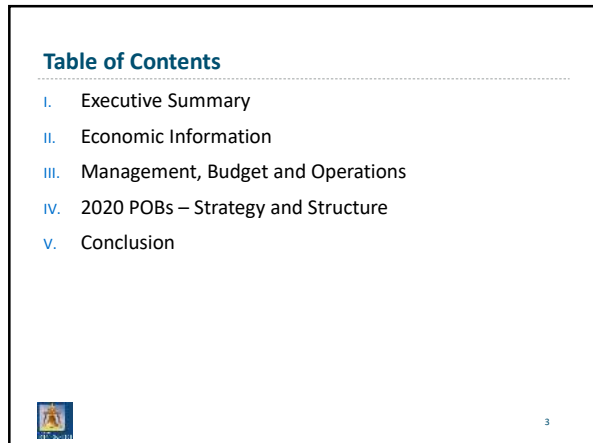 Table of Contents
I. Executive Summary
II. Economic Information
III. Management, Budget and Operations
IV. 2020 POBs – Strategy and Structure
V. Conclusion
3